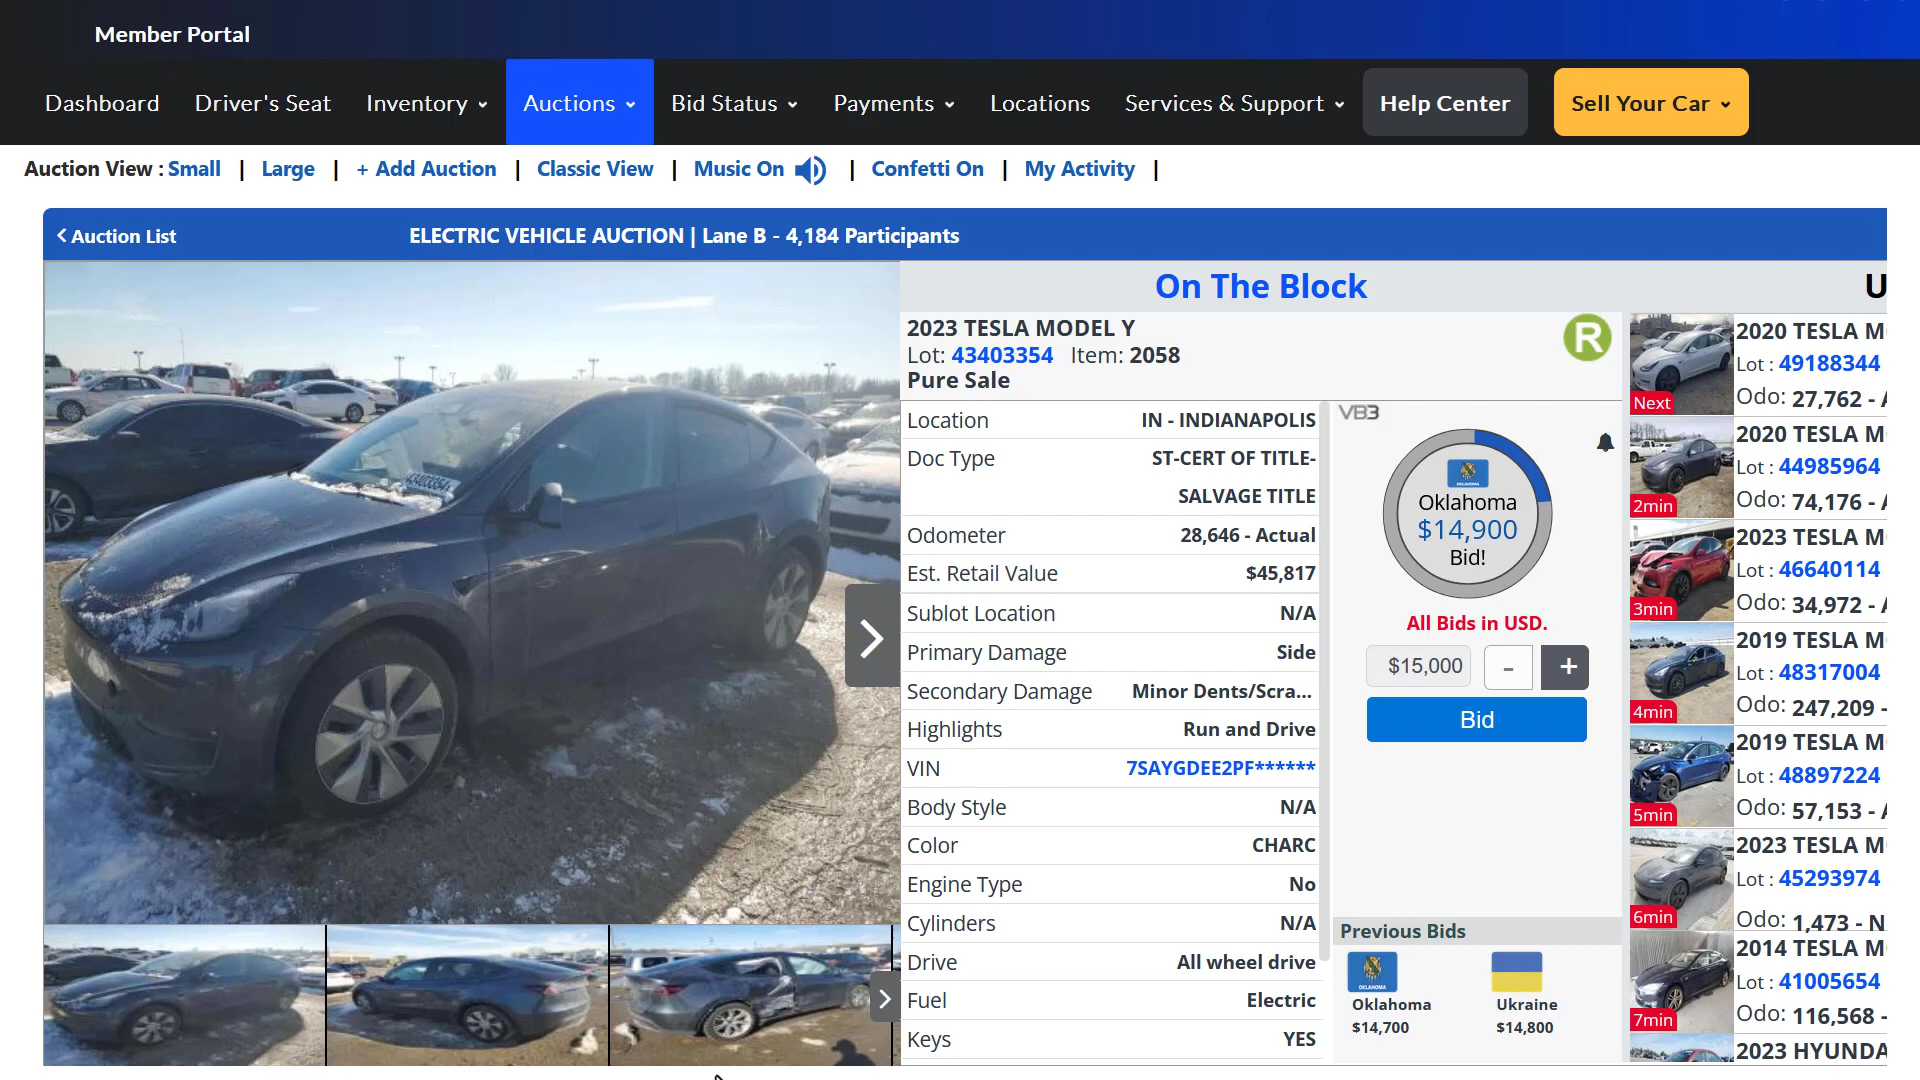 Member Portal
Dashboard Driver's Seat Inventory Auctions Bid Status Payments Locations Services & Support Help Center Sell Your Car
Auction View : Small | Large | + Add Auction | Classic View | Music On | Confetti On | My Activity |
Auction List
ELECTRIC VEHICLE AUCTION | Lane B - 4,184 Participants
On The Block
U
2023 TESLA MODEL Y
Lot: 43403354 Item: 2058
Pure Sale
R
Location IN - INDIANAPOLIS
Doc Type ST-CERT OF TITLE-
SALVAGE TITLE
Odometer 28,646 - Actual
Est. Retail Value $45,817
Sublot Location N/A
Primary Damage Side
Secondary Damage Minor Dents/Scra...
Highlights Run and Drive
VIN 7SAYGDEE2PF******
Body Style N/A
Color CHARC
Engine Type No
Cylinders N/A
Drive All wheel drive
Fuel Electric
Keys YES
VB3
OKLAHOMA
Oklahoma
$14,900
Bid!
All Bids in USD.
$15,000 - +
Bid
Previous Bids
OKLAHOMA
Oklahoma
$14,700
Ukraine
$14,800
2020 TESLA M
Lot : 49188344
Odo: 27,762 - A
Next
2020 TESLA M
Lot : 44985964
Odo: 74,176 - A
2min
2023 TESLA M
Lot : 46640114
Odo: 34,972 - A
3min
2019 TESLA M
Lot : 48317004
Odo: 247,209 -
4min
2019 TESLA M
Lot : 48897224
Odo: 57,153 - A
5min
2023 TESLA M
Lot : 45293974
Odo: 1,473 - N
6min
2014 TESLA M
Lot : 41005654
Odo: 116,568 -
7min
2023 HYUNDA
43403354